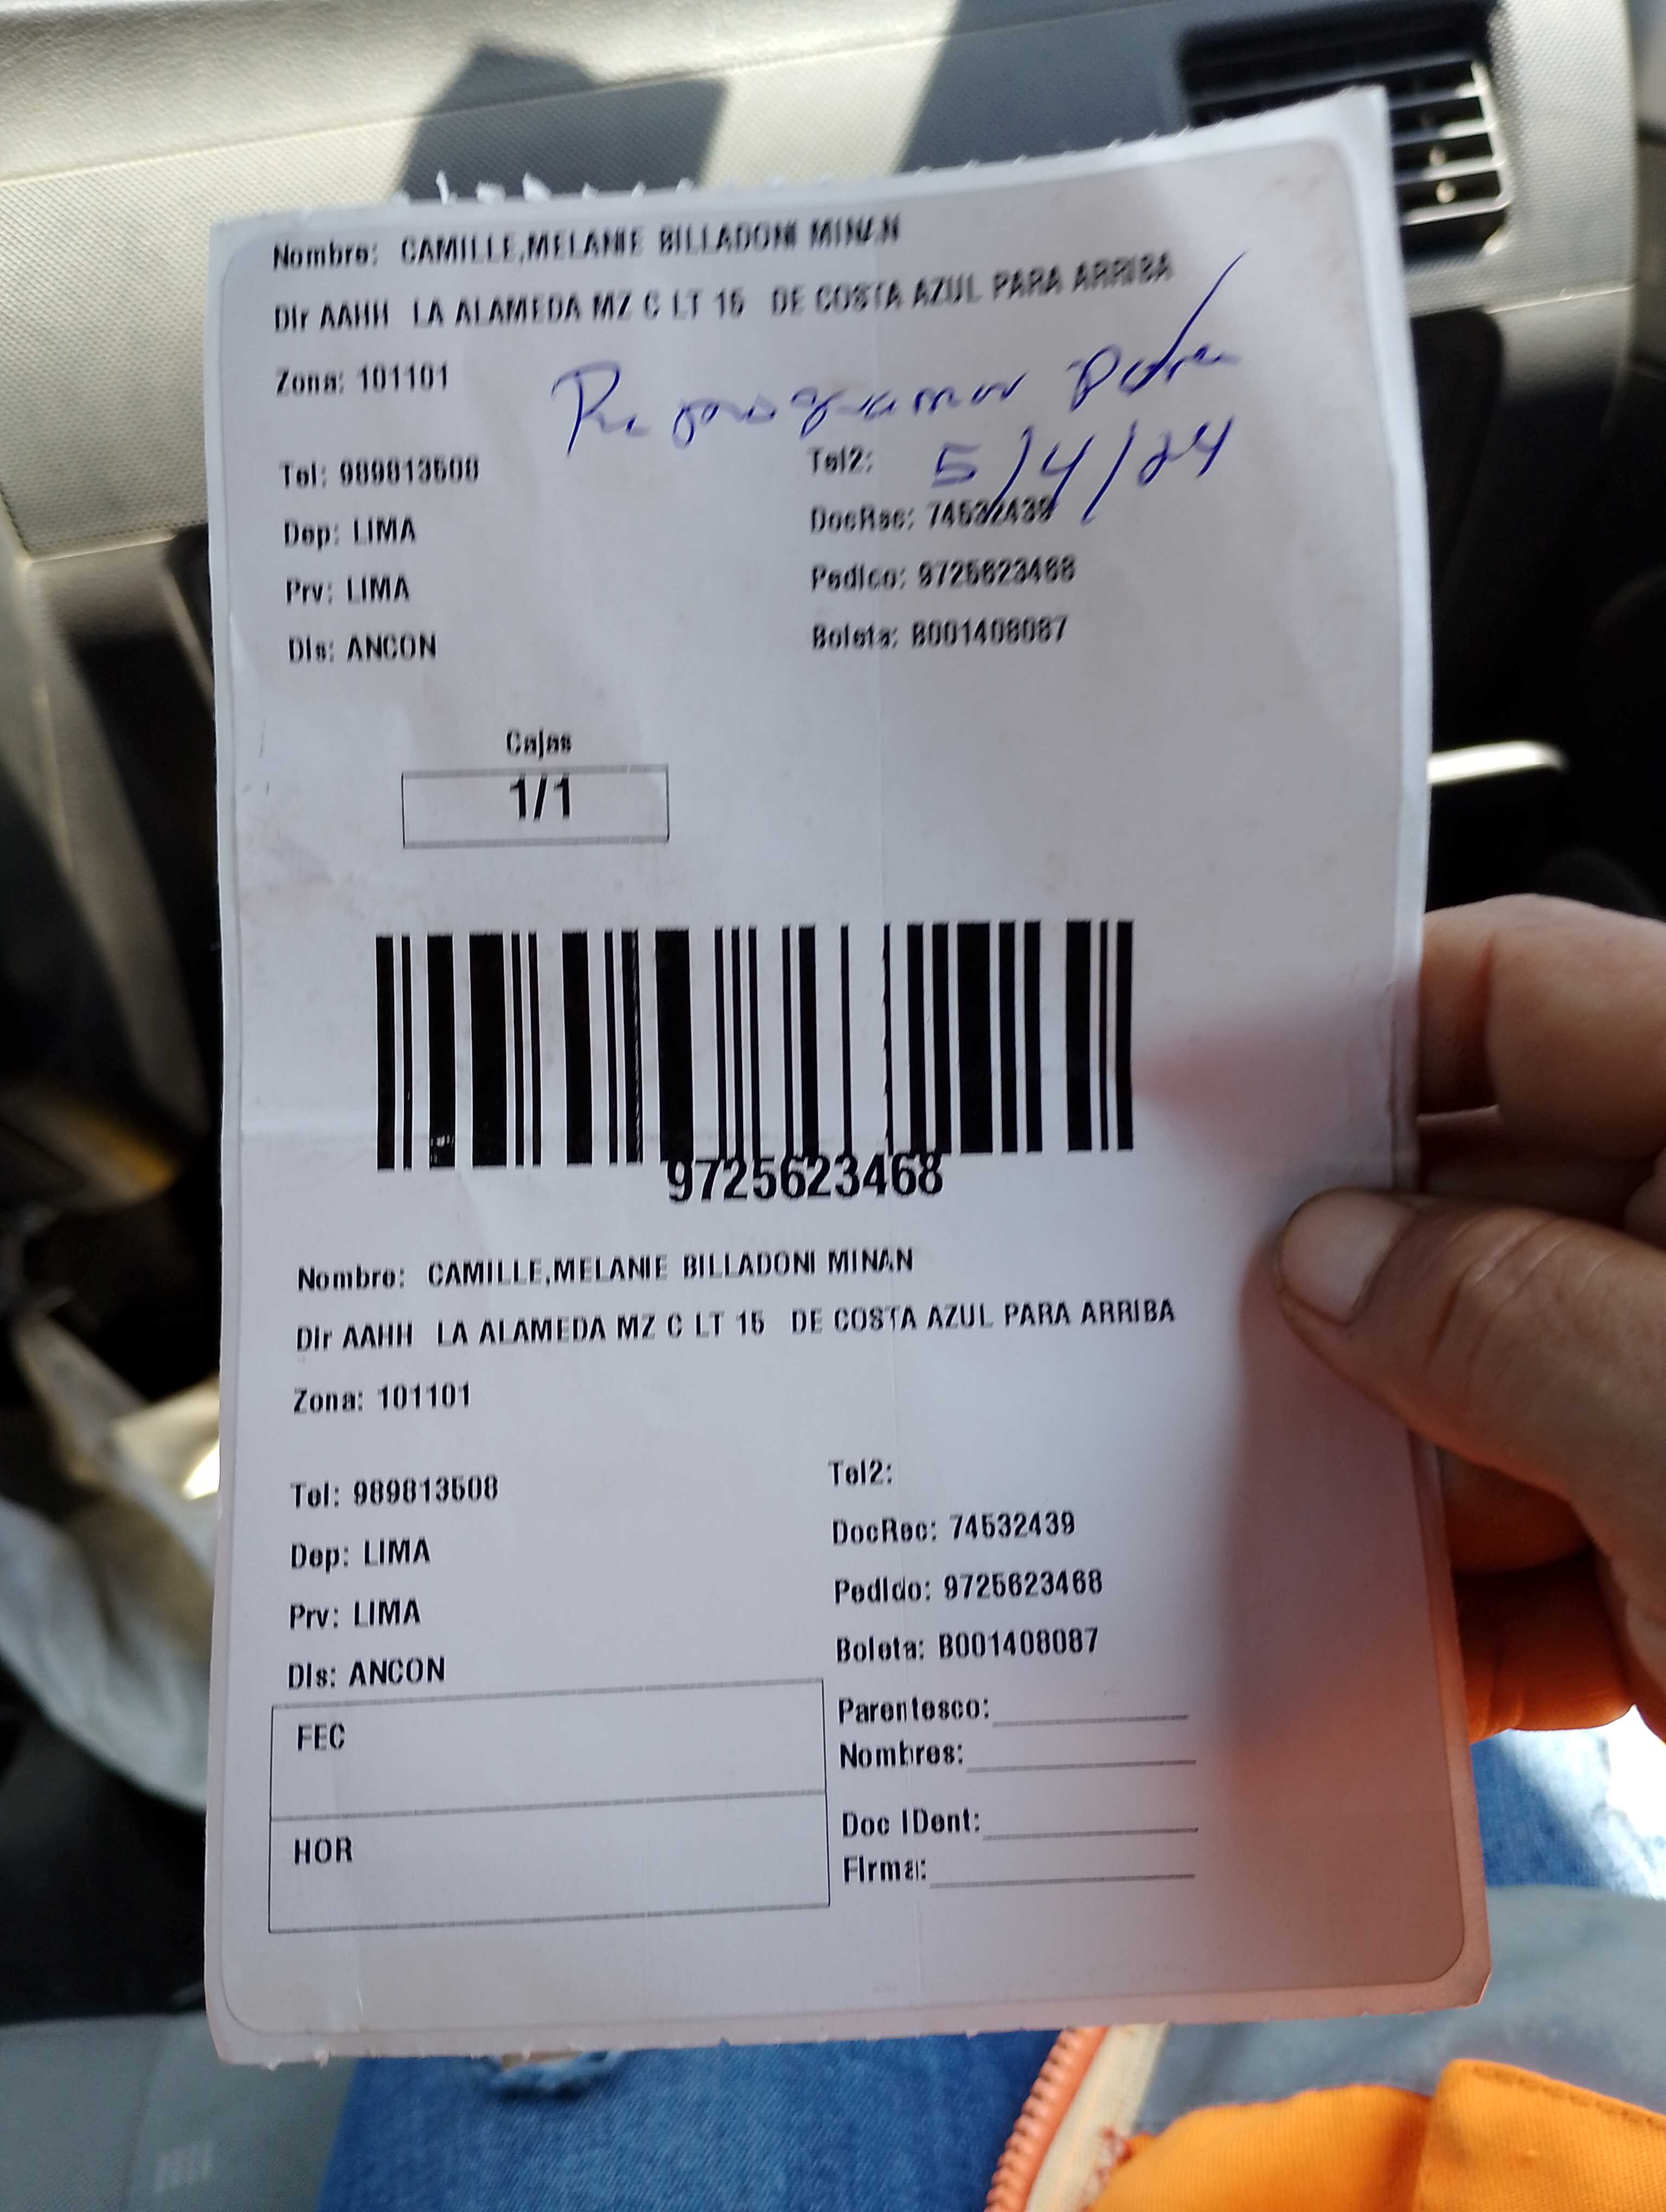 Nombre: CAMILLE,MELANIE BILLADONI MINAN
Dir AAHH LA ALAMEDA MZ C LT 15 DE COSTA AZUL PARA ARRIBA
Zona: 101101
Reprogramar para
5/4/24
Tel: 989813508
Tel2:
DocRec: 74532439
Dep: LIMA
Pedido: 9725623468
Prv: LIMA
Boleta: B001408087
Dis: ANCON
Cajas
1/1
9725623468
Nombre: CAMILLE,MELANIE BILLADONI MINAN
Dir AAHH LA ALAMEDA MZ C LT 15 DE COSTA AZUL PARA ARRIBA
Zona: 101101
Tel: 989813508
Tel2:
Dep: LIMA
DocRec: 74532439
Prv: LIMA
Pedido: 9725623468
Dis: ANCON
Boleta: B001408087
FEC
HOR
Parentesco:
Nombres:
Doc IDent:
Firma: